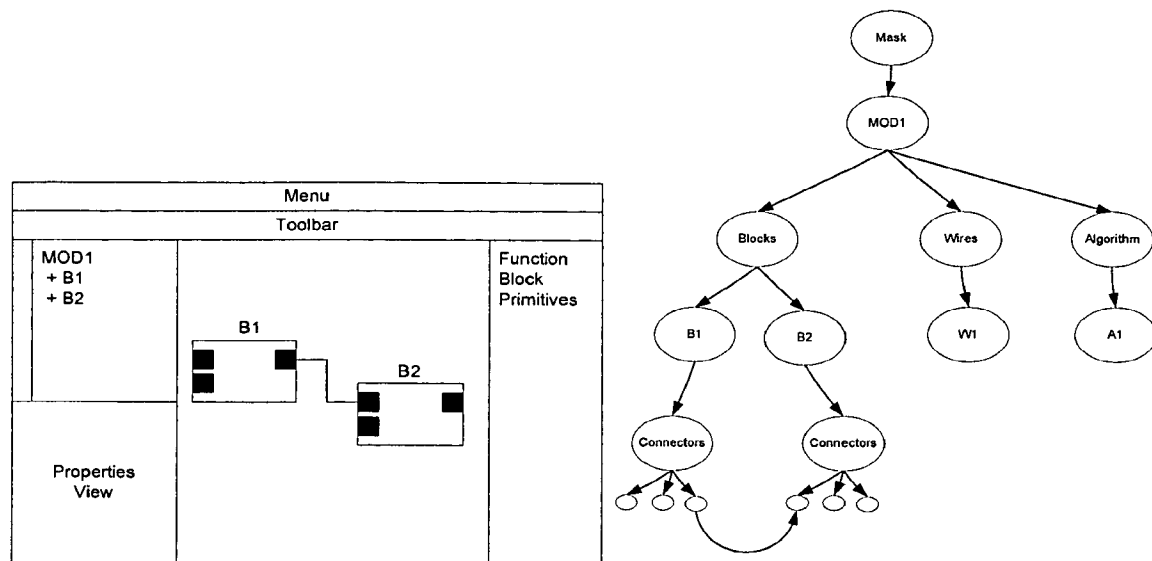 Menu
Toolbar
MOD1
+ B1
+ B2
Function
Block
Primitives
B1
B2
Properties
View
Mask
MOD1
Blocks
Wires
Algorithm
B1
B2
W1
A1
Connectors
Connectors